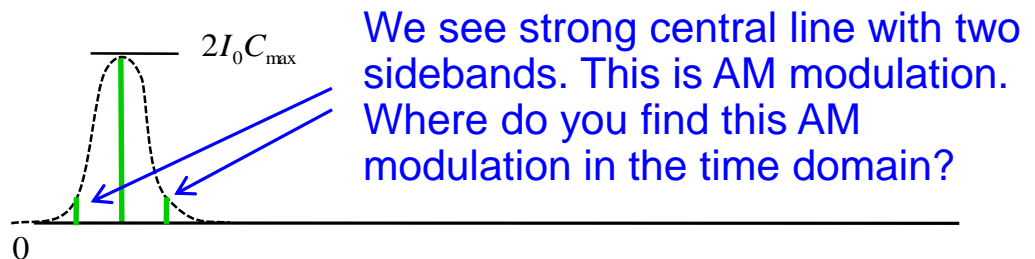 We see strong central line with two
sidebands. This is AM modulation.
Where do you find this AM
modulation in the time domain?
2I₀Cₘₐₓ
0